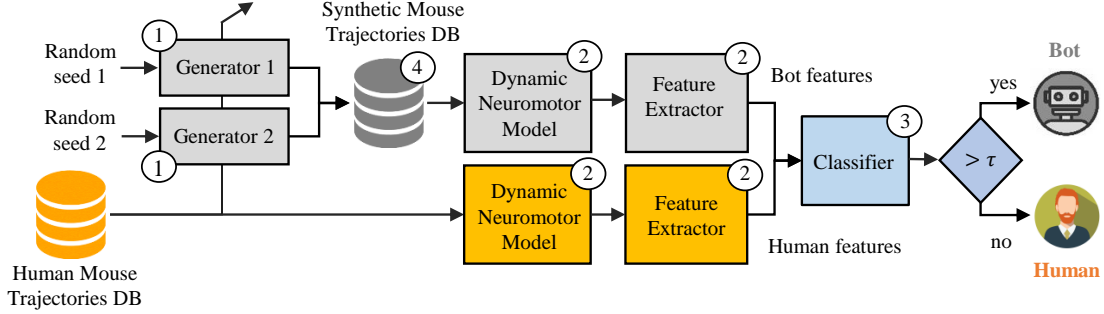 Synthetic Mouse
Trajectories DB
Random
seed 1
1
Generator 1
Random
seed 2
Generator 2
1
4
Dynamic
Neuromotor
Model
2
Feature
Extractor
2
Bot features
Dynamic
Neuromotor
Model
2
Feature
Extractor
2
Human features
Classifier
3
> τ
yes
no
Bot
Human
Human Mouse
Trajectories DB